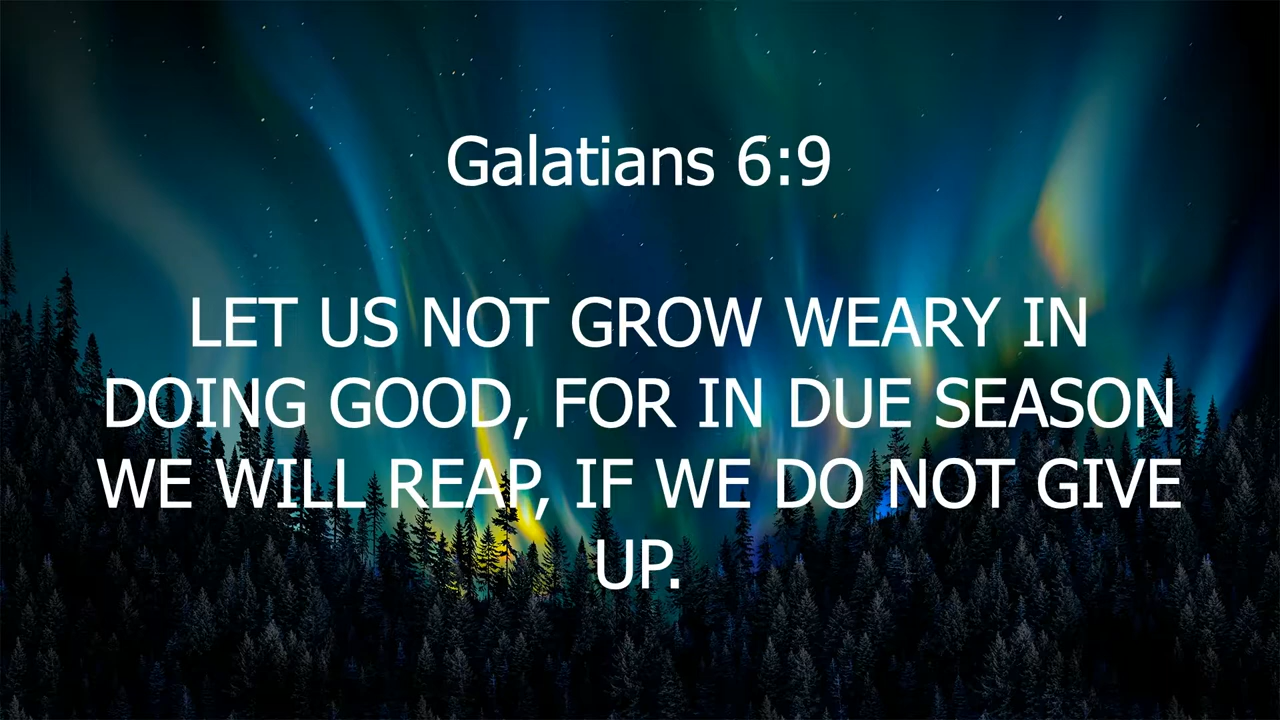 Galatians 6:9
LET US NOT GROW WEARY IN
DOING GOOD, FOR IN DUE SEASON
WE WILL REAP, IF WE DO NOT GIVE
UP.